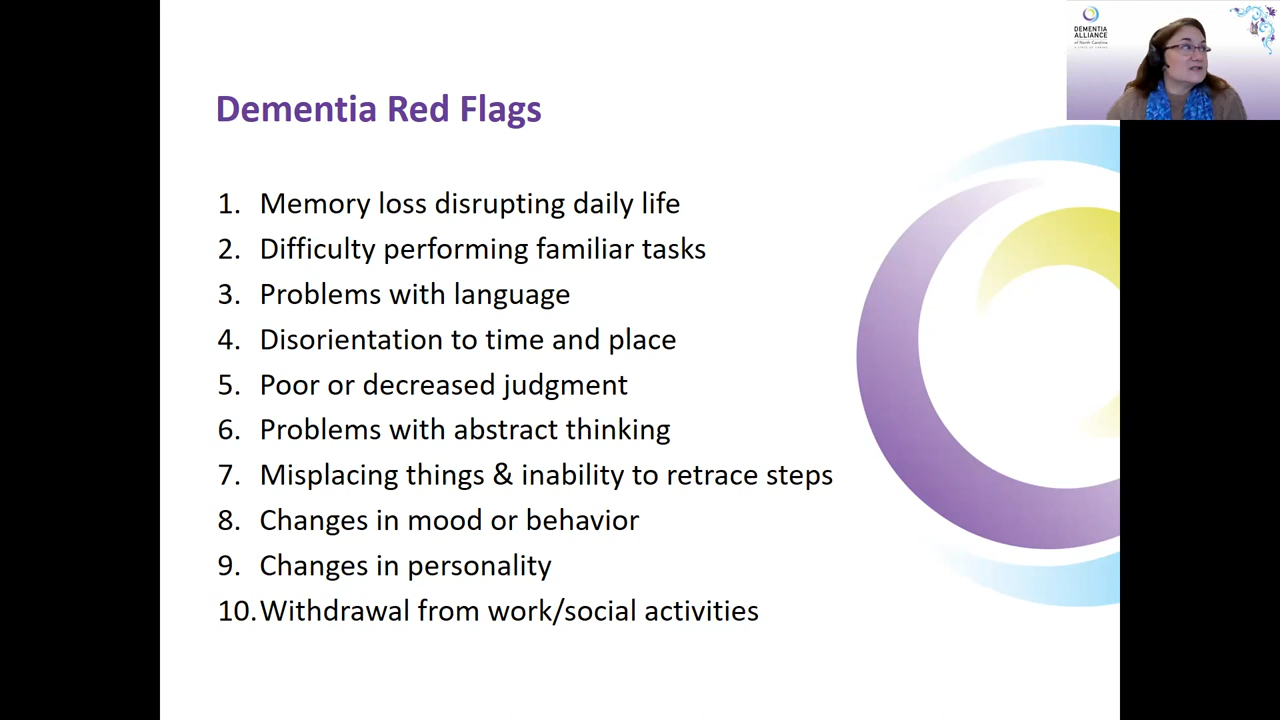 DEMENTIA
ALLIANCE
of North Carolina
Dementia Red Flags
1. Memory loss disrupting daily life
2. Difficulty performing familiar tasks
3. Problems with language
4. Disorientation to time and place
5. Poor or decreased judgment
6. Problems with abstract thinking
7. Misplacing things & inability to retrace steps
8. Changes in mood or behavior
9. Changes in personality
10. Withdrawal from work/social activities